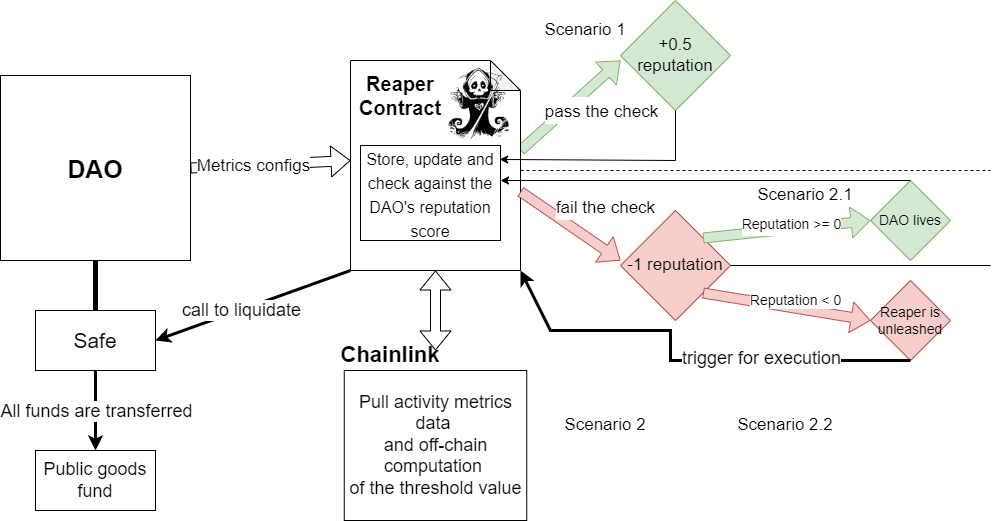 Scenario 1
+0.5
reputation
Reaper
Contract
pass the check
DAO
Metrics configs
Store, update and
check against the
DAO's reputation
score
Scenario 2.1
fail the check
Reputation >= 0
DAO lives
-1 reputation
Reputation < 0
Reaper is
unleashed
call to liquidate
Safe
Chainlink
trigger for execution
All funds are transferred
Pull activity metrics
data
and off-chain
computation
of the threshold value
Scenario 2
Scenario 2.2
Public goods
fund